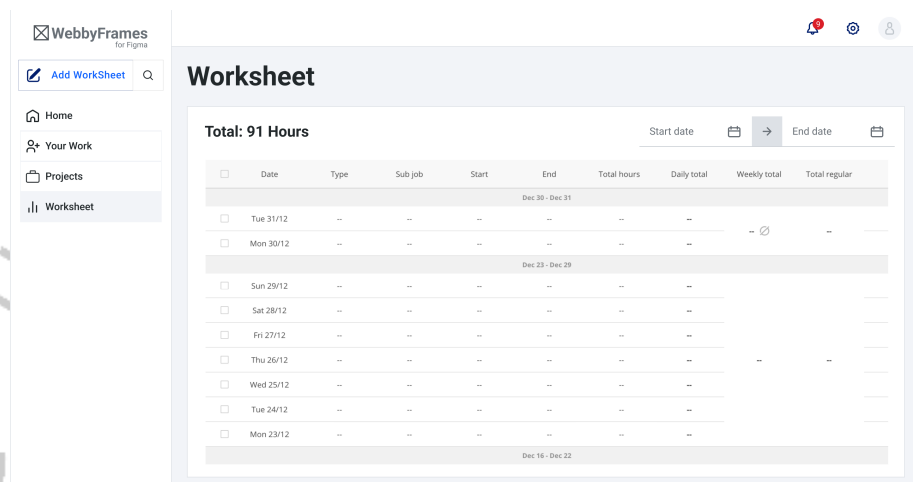 WebbyFrames
for Figma
9
Add WorkSheet
Home
Your Work
Projects
Worksheet
Worksheet
Total: 91 Hours
Start date
End date
Date Type Sub job Start End Total hours Daily total Weekly total Total regular
Dec 30 - Dec 31
Tue 31/12 -- -- -- -- -- --
-- --
Mon 30/12 -- -- -- -- -- --
Dec 23 - Dec 29
Sun 29/12 -- -- -- -- -- --
Sat 28/12 -- -- -- -- -- --
Fri 27/12 -- -- -- -- -- --
Thu 26/12 -- -- -- -- -- -- -- --
Wed 25/12 -- -- -- -- -- --
Tue 24/12 -- -- -- -- -- --
Mon 23/12 -- -- -- -- -- --
Dec 16 - Dec 22